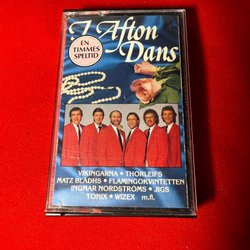 I Afton
Dans
EN
TIMMES
SPELTID
VIKINGARNA • THORLEIFS
MATZ BLADHS • FLAMINGOKVINTETTEN
INGMAR NORDSTRÖMS • JIGS
TONIX • WIZEX m.fl.